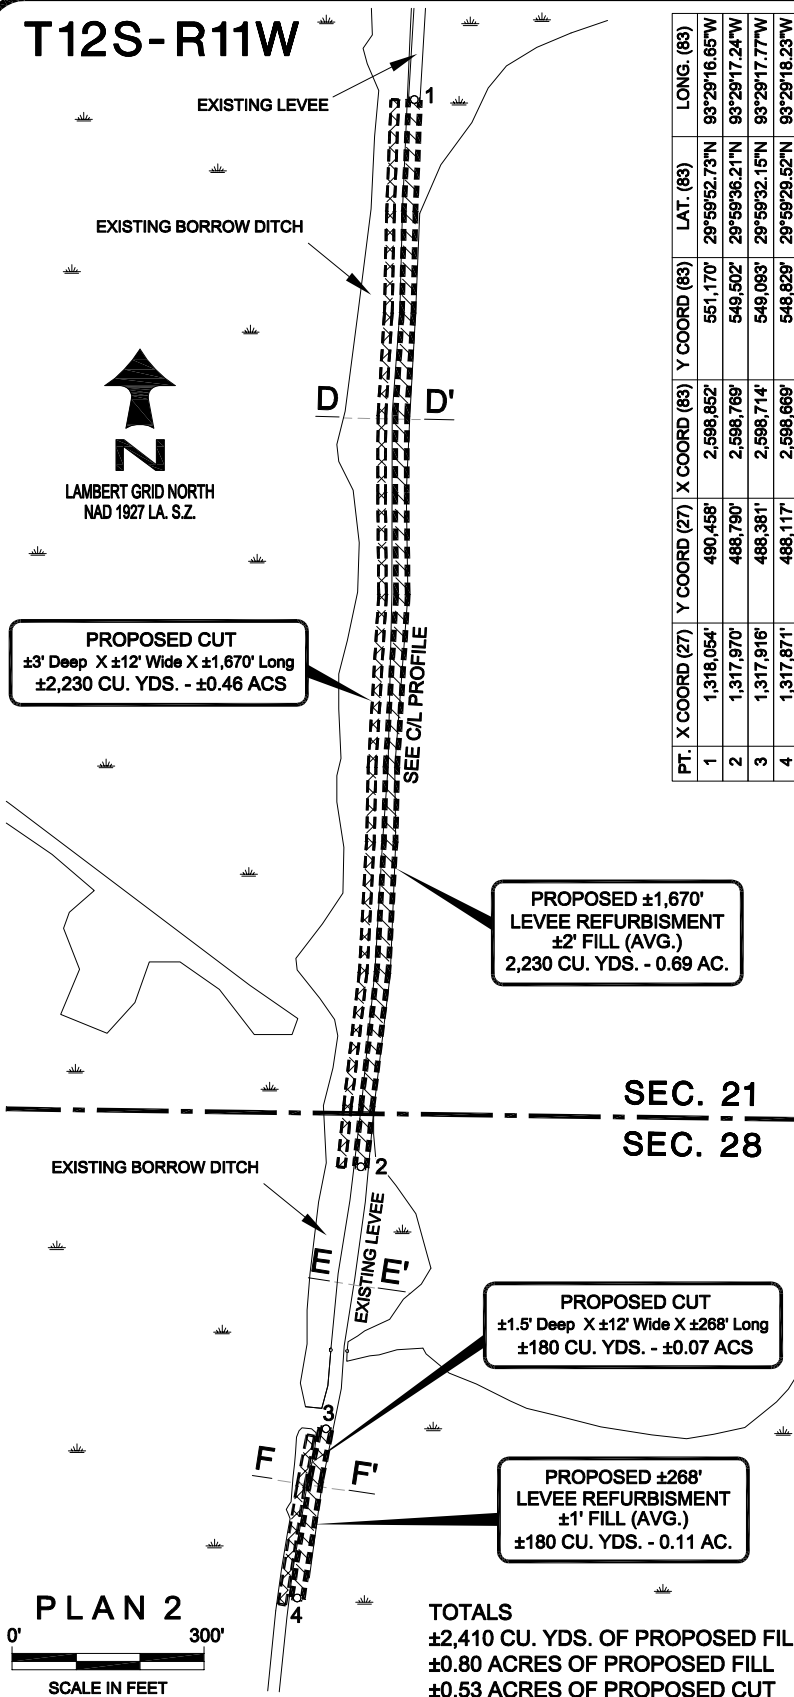 T12S-R11W
EXISTING LEVEE
1
EXISTING BORROW DITCH
D D'
N
LAMBERT GRID NORTH
NAD 1927 LA. S.Z.
PT. X COORD (27) Y COORD (27) X COORD (83) Y COORD (83) LAT. (83) LONG. (83)
1 1,318,054' 490,458' 2,598,852' 551,170' 29°59'52.73"N 93°29'16.65"W
2 1,317,970' 488,790' 2,598,769' 549,502' 29°59'36.21"N 93°29'17.24"W
3 1,317,916' 488,381' 2,598,714' 549,093' 29°59'32.15"N 93°29'17.77"W
4 1,317,871' 488,117' 2,598,669' 548,829' 29°59'29.52"N 93°29'18.23"W
PROPOSED CUT
±3' Deep X ±12' Wide X ±1,670' Long
±2,230 CU. YDS. - ±0.46 ACS
SEE C/L PROFILE
PROPOSED ±1,670'
LEVEE REFURBISMENT
±2' FILL (AVG.)
2,230 CU. YDS. - 0.69 AC.
SEC. 21
SEC. 28
2
EXISTING BORROW DITCH
EXISTING LEVEE
E E'
PROPOSED CUT
±1.5' Deep X ±12' Wide X ±268' Long
±180 CU. YDS. - ±0.07 ACS
3
F F'
PROPOSED ±268'
LEVEE REFURBISMENT
±1' FILL (AVG.)
±180 CU. YDS. - 0.11 AC.
4
PLAN 2
0' 300'
SCALE IN FEET
TOTALS
±2,410 CU. YDS. OF PROPOSED FIL
±0.80 ACRES OF PROPOSED FILL
±0.53 ACRES OF PROPOSED CUT